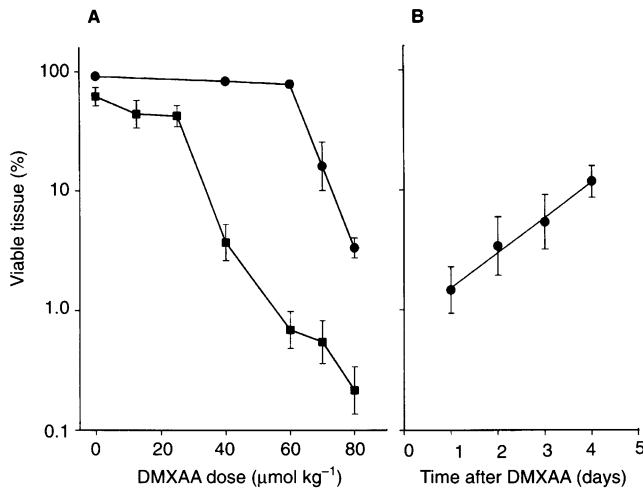 A
B
100
10
1.0
0.1
Viable tissue (%)
0 20 40 60 80
DMXAA dose (μmol kg⁻¹)
0 1 2 3 4 5
Time after DMXAA (days)